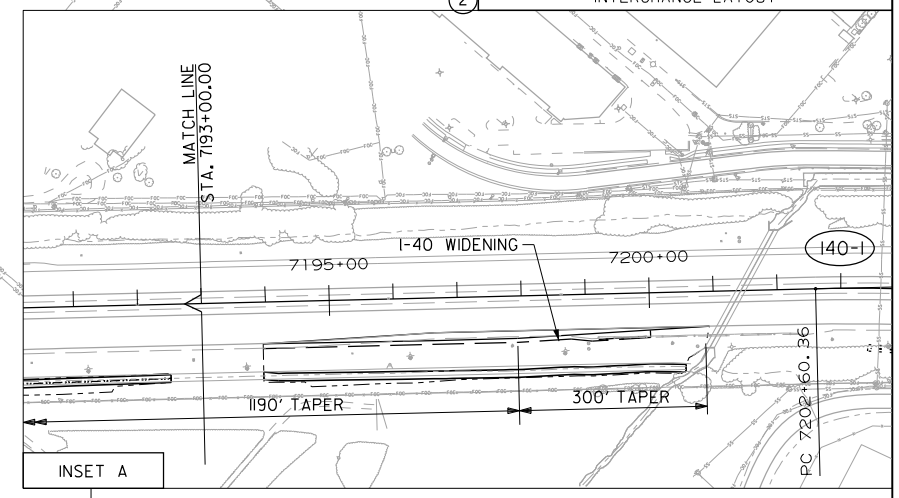 2
INTERCHANGE LAYOUT
MATCH LINE
STA. 7193+00.00
I-40 WIDENING
7195+00
7200+00
140-1
PC 7202+60.36
1190' TAPER
300' TAPER
INSET A